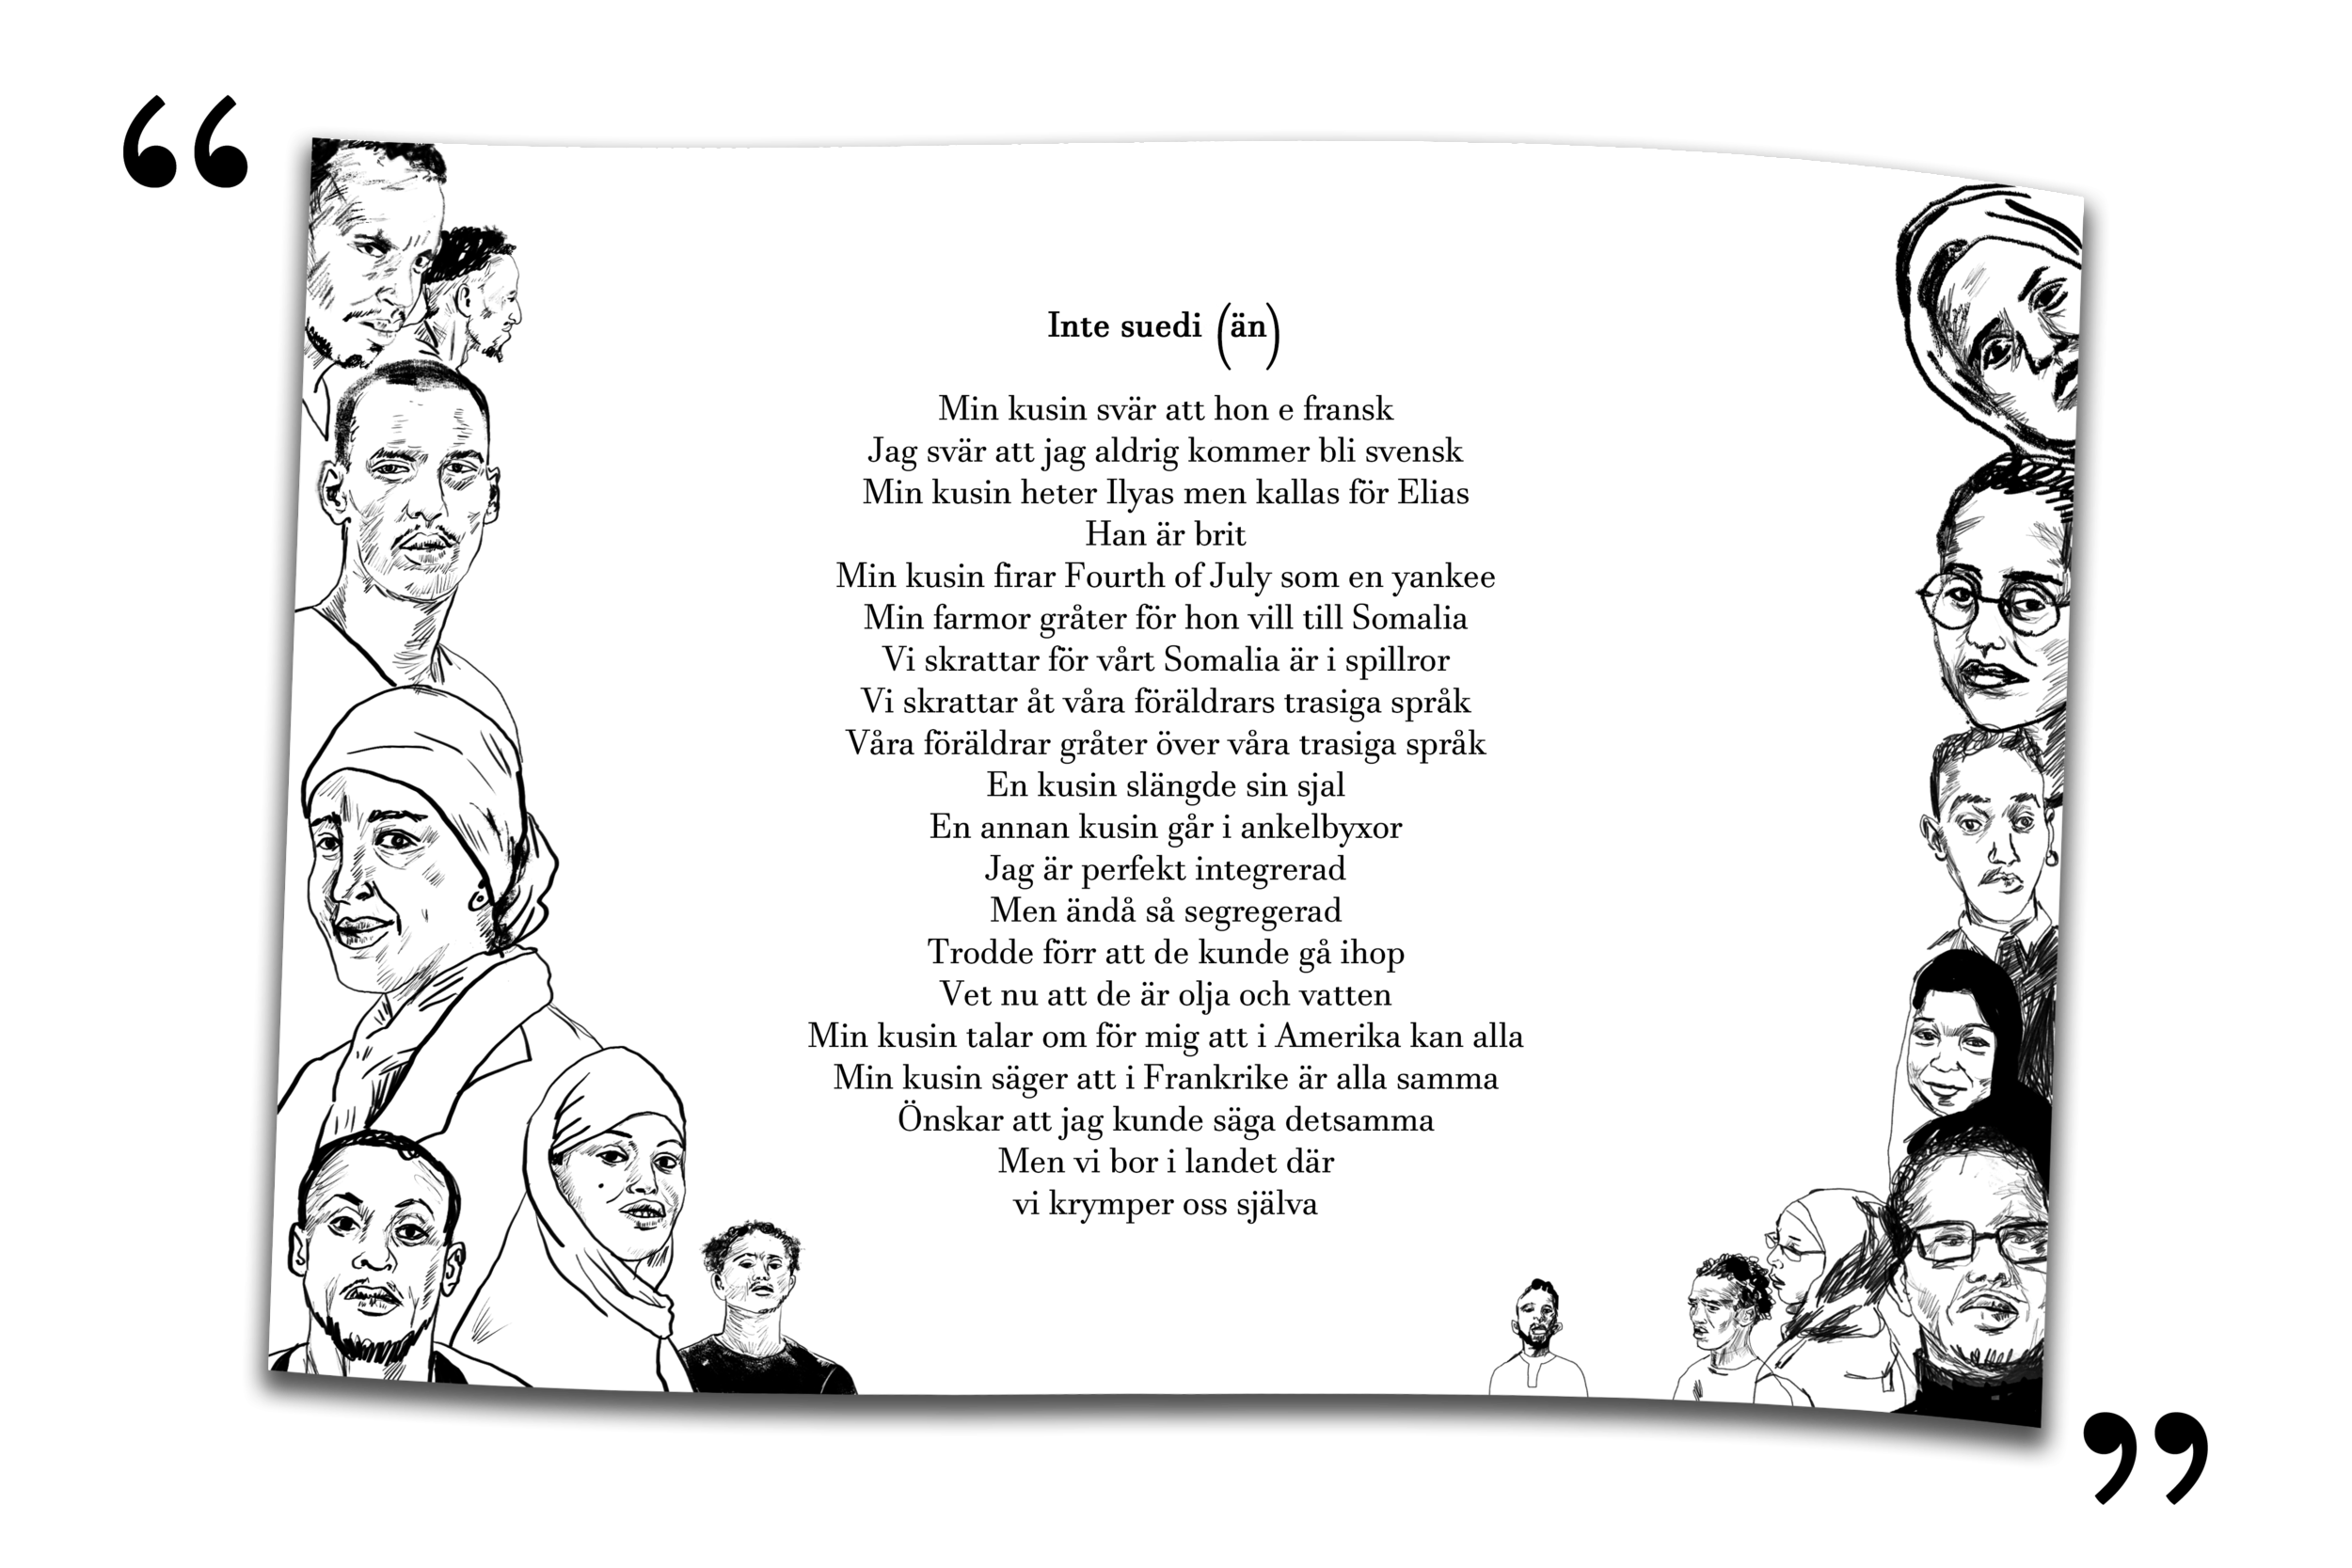 “
Inte suedi (än)
Min kusin svär att hon e fransk
Jag svär att jag aldrig kommer bli svensk
Min kusin heter Ilyas men kallas för Elias
Han är brit
Min kusin firar Fourth of July som en yankee
Min farmor gråter för hon vill till Somalia
Vi skrattar för vårt Somalia är i spillror
Vi skrattar åt våra föräldrars trasiga språk
Våra föräldrar gråter över våra trasiga språk
En kusin slängde sin sjal
En annan kusin går i ankelbyxor
Jag är perfekt integrerad
Men ändå så segregerad
Trodde förr att de kunde gå ihop
Vet nu att de är olja och vatten
Min kusin talar om för mig att i Amerika kan alla
Min kusin säger att i Frankrike är alla samma
Önskar att jag kunde säga detsamma
Men vi bor i landet där
vi krymper oss själva
”